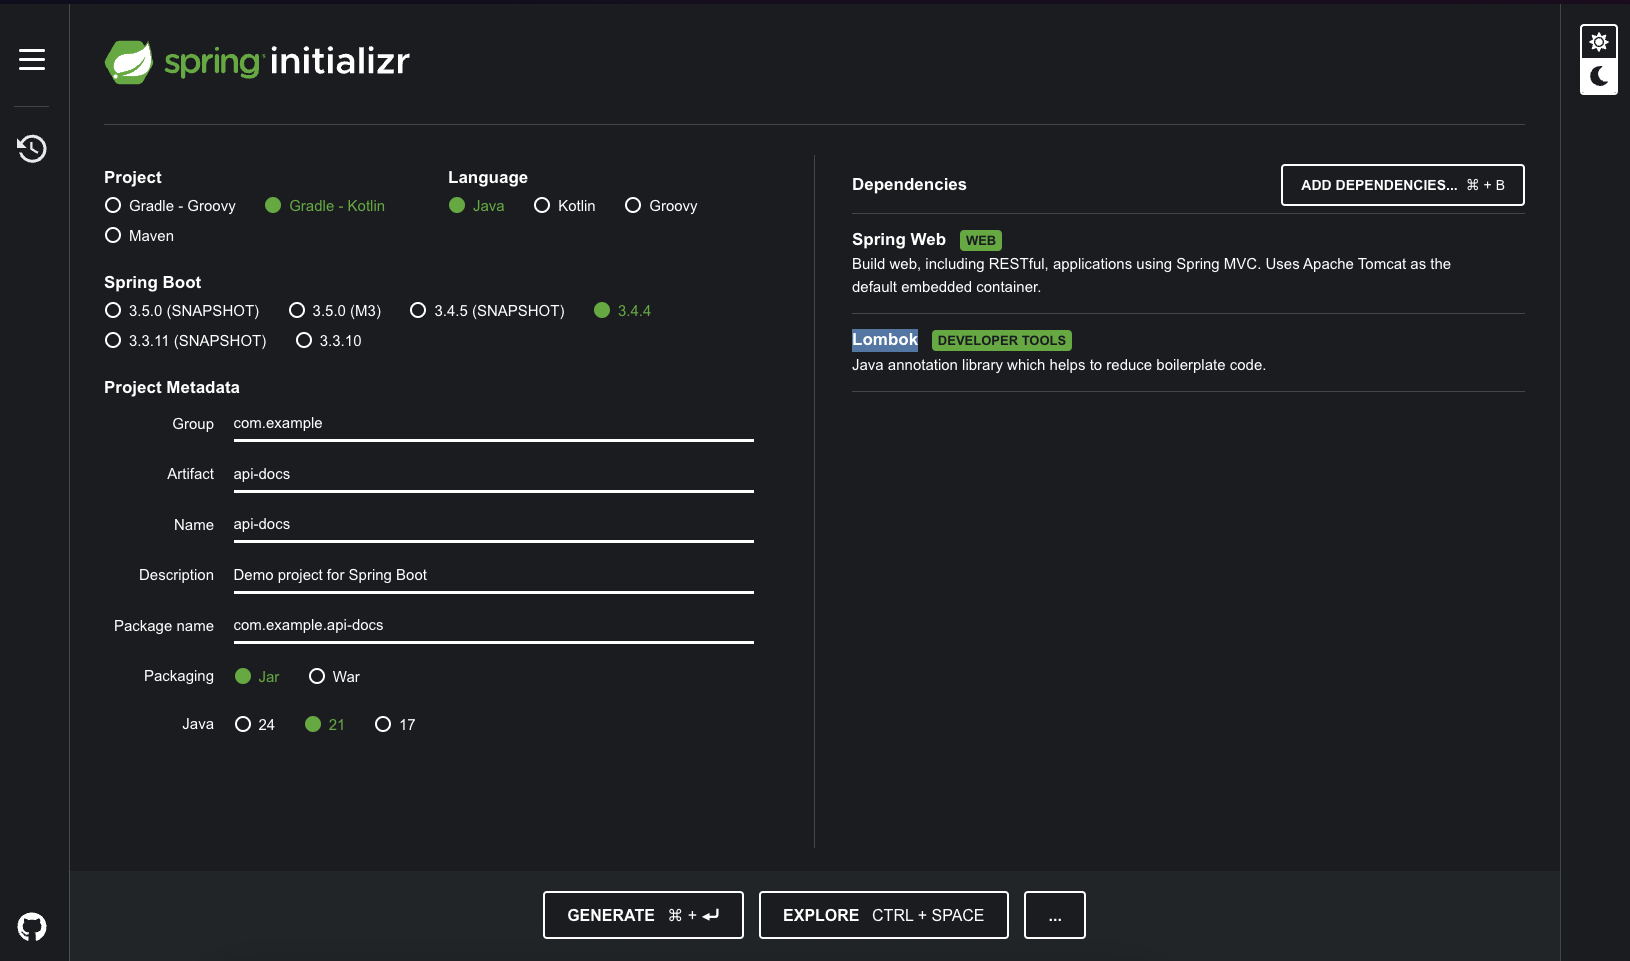 spring initializr
Project
Gradle - Groovy
Gradle - Kotlin
Maven
Language
Java
Kotlin
Groovy
Spring Boot
3.5.0 (SNAPSHOT)
3.5.0 (M3)
3.4.5 (SNAPSHOT)
3.4.4
3.3.11 (SNAPSHOT)
3.3.10
Project Metadata
Group com.example
Artifact api-docs
Name api-docs
Description Demo project for Spring Boot
Package name com.example.api-docs
Packaging Jar War
Java 24 21 17
Dependencies
ADD DEPENDENCIES... ⌘ + B
Spring Web WEB
Build web, including RESTful, applications using Spring MVC. Uses Apache Tomcat as the
default embedded container.
Lombok DEVELOPER TOOLS
Java annotation library which helps to reduce boilerplate code.
GENERATE ⌘ + ⏎
EXPLORE CTRL + SPACE
...